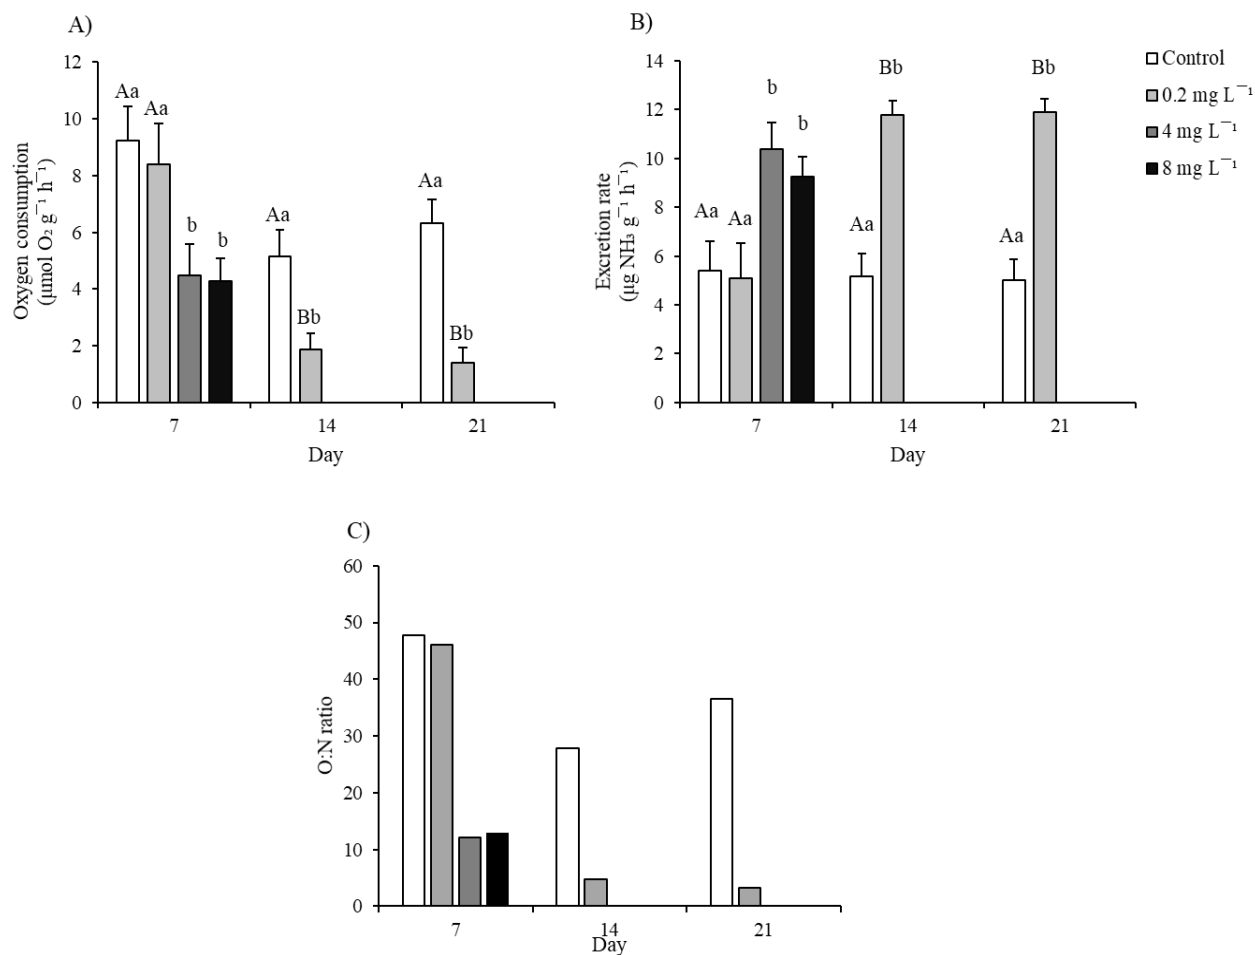 A)
12
10
8
6
4
2
0
Oxygen consumption
(µmol O₂ g⁻¹ h⁻¹)
Aa
Aa
b
b
Aa
Bb
Aa
Bb
7
14
21
Day
B)
14
12
10
8
6
4
2
0
Excretion rate
(µg NH₃ g⁻¹ h⁻¹)
Aa
Aa
b
b
Aa
Bb
Aa
Bb
7
14
21
Day
Control
0.2 mg L⁻¹
4 mg L⁻¹
8 mg L⁻¹
C)
60
50
40
30
20
10
0
O:N ratio
7
14
21
Day